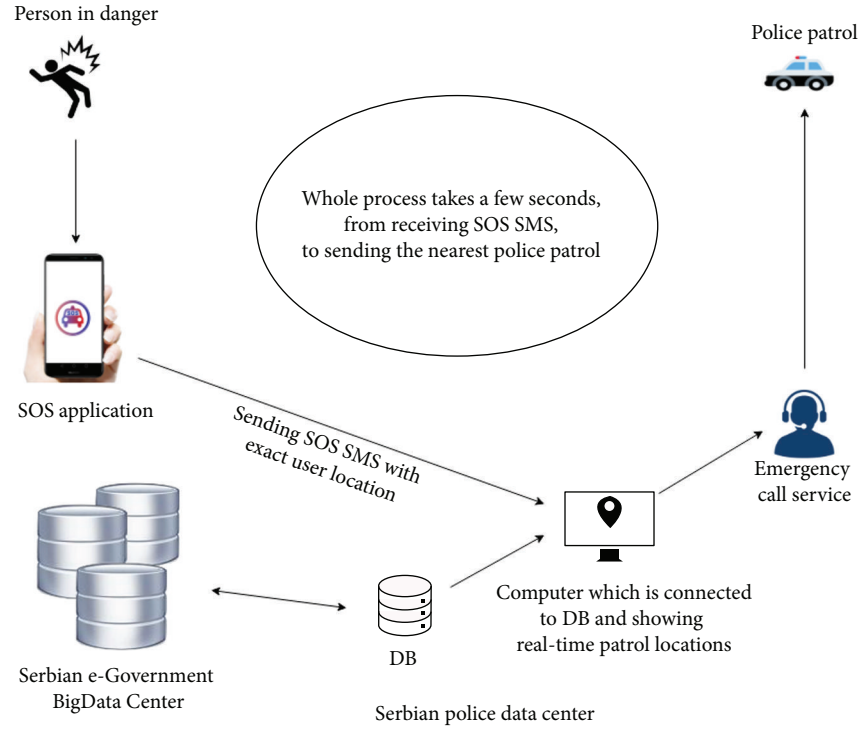 Person in danger
Police patrol
Whole process takes a few seconds,
from receiving SOS SMS,
to sending the nearest police patrol
SOS application
Sending SOS SMS with
exact user location
Emergency
call service
Computer which is connected
to DB and showing
real-time patrol locations
DB
Serbian e-Government
BigData Center
Serbian police data center